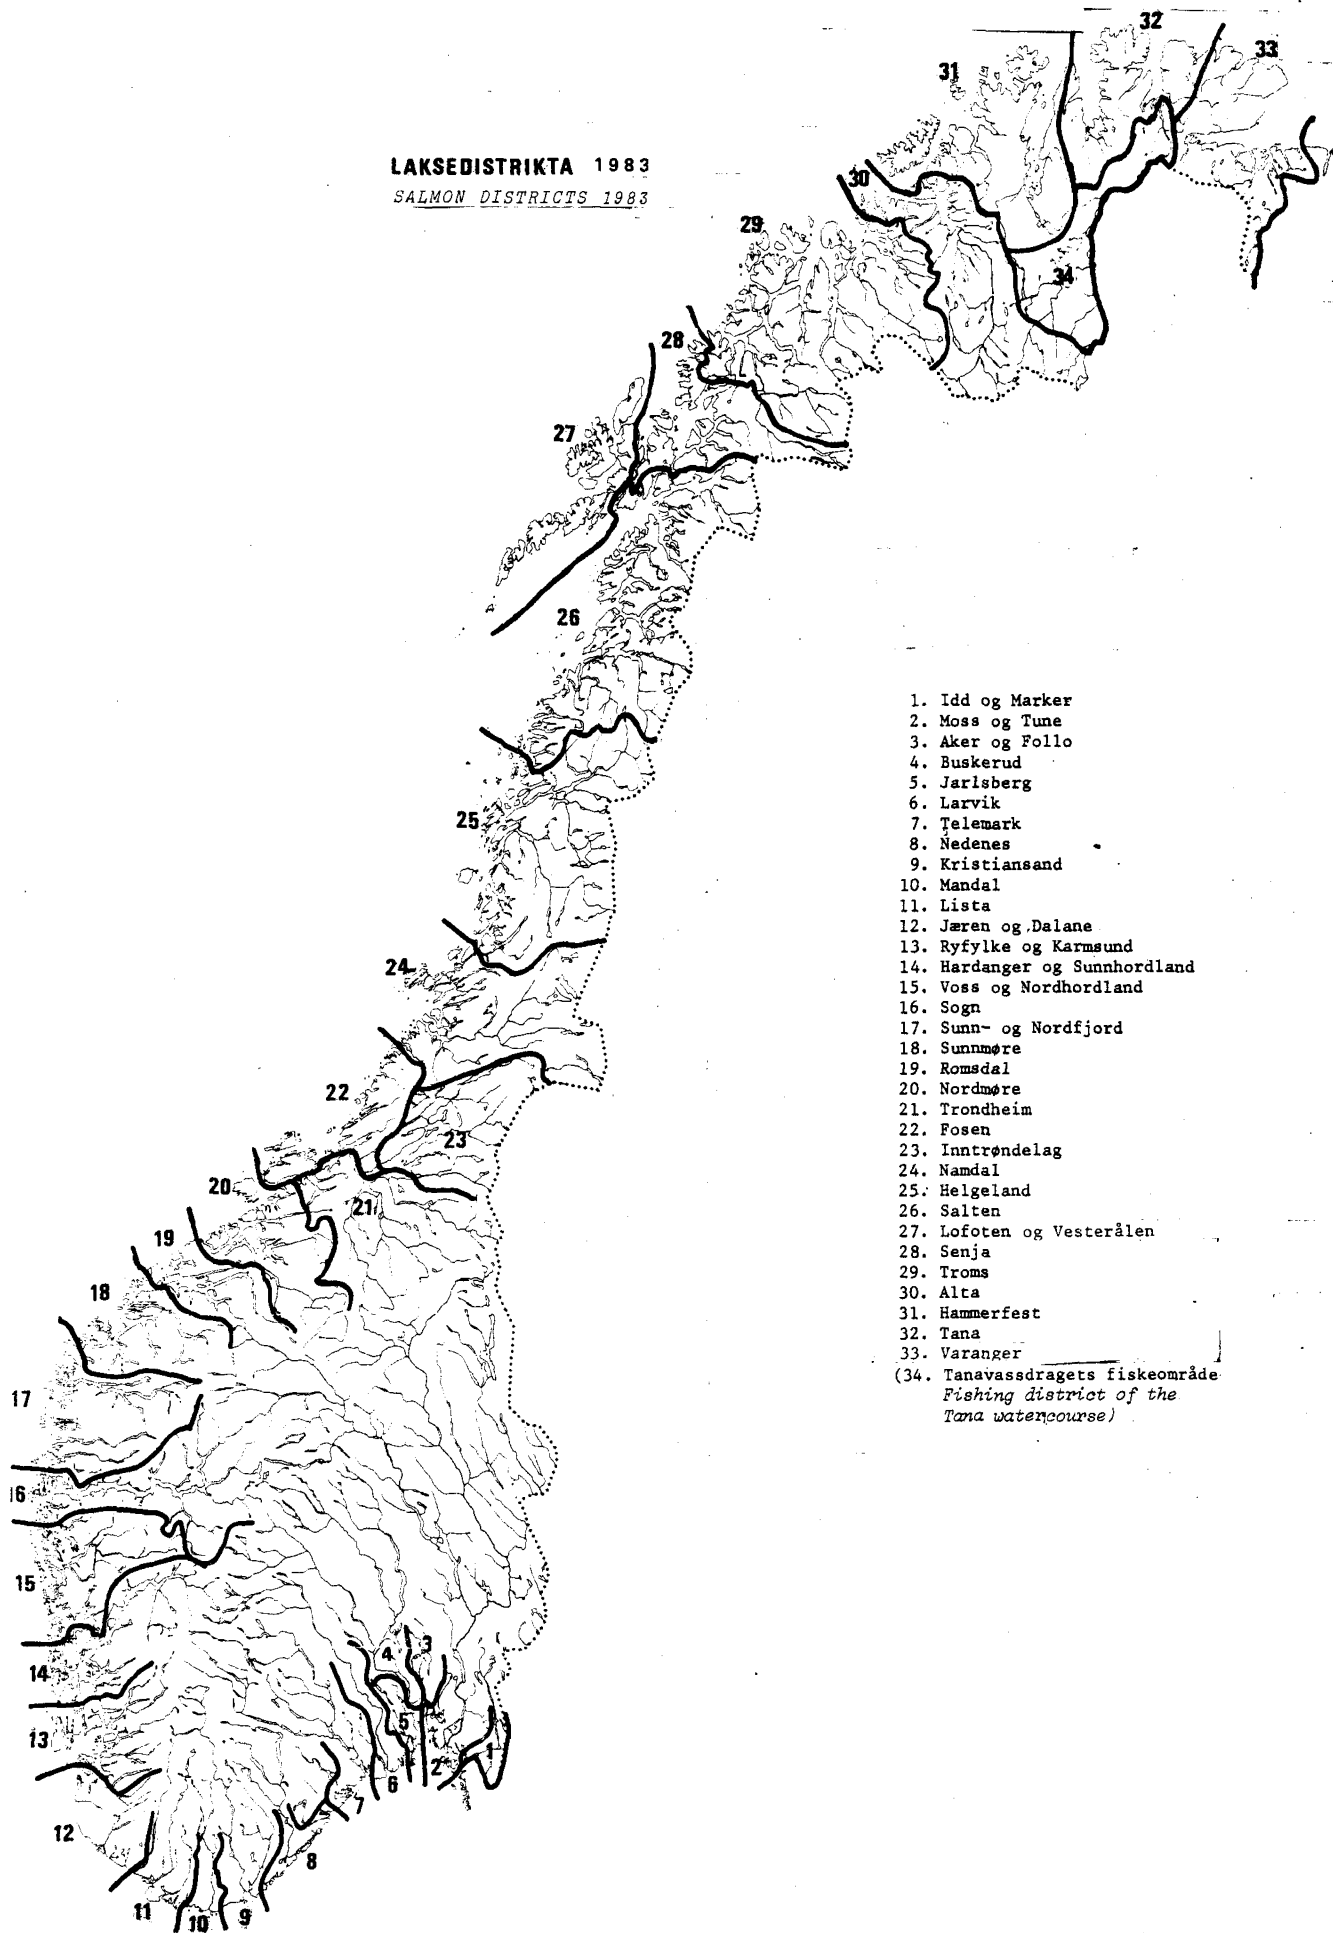 LAKSEDISTRIKTA 1983
SALMON DISTRICTS 1983
32
33
31
30
29
34
28
27
26
25
24
22
23
20
21
19
18
17
16
15
14
13
12
11
10
9
8
7
6
5
4
3
2
1
1. Idd og Marker
2. Moss og Tune
3. Aker og Follo
4. Buskerud
5. Jarlsberg
6. Larvik
7. Telemark
8. Nedenes
9. Kristiansand
10. Mandal
11. Lista
12. Jæren og Dalane
13. Ryfylke og Karmsund
14. Hardanger og Sunnhordland
15. Voss og Nordhordland
16. Sogn
17. Sunn- og Nordfjord
18. Sunnmøre
19. Romsdal
20. Nordmøre
21. Trondheim
22. Fosen
23. Inntrøndelag
24. Namdal
25. Helgeland
26. Salten
27. Lofoten og Vesterålen
28. Senja
29. Troms
30. Alta
31. Hammerfest
32. Tana
33. Varanger
(34. Tanavassdragets fiskeområde
Fishing district of the
Tana watercourse)